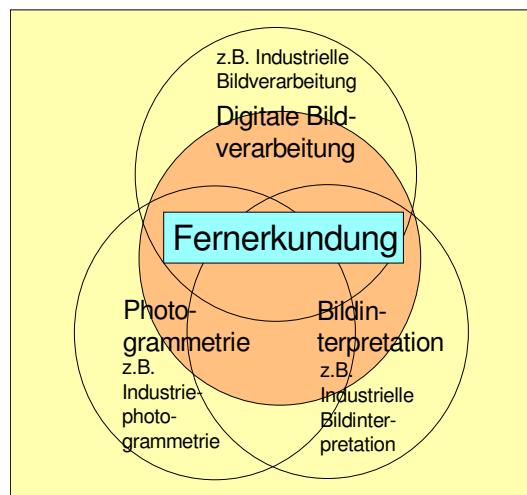 z.B. Industrielle
Bildverarbeitung
Digitale Bild-
verarbeitung
Fernerkundung
Photo-
grammetrie
z.B.
Industrie-
photo-
grammetrie
Bildin-
terpretation
z.B.
Industrielle
Bildinter-
pretation